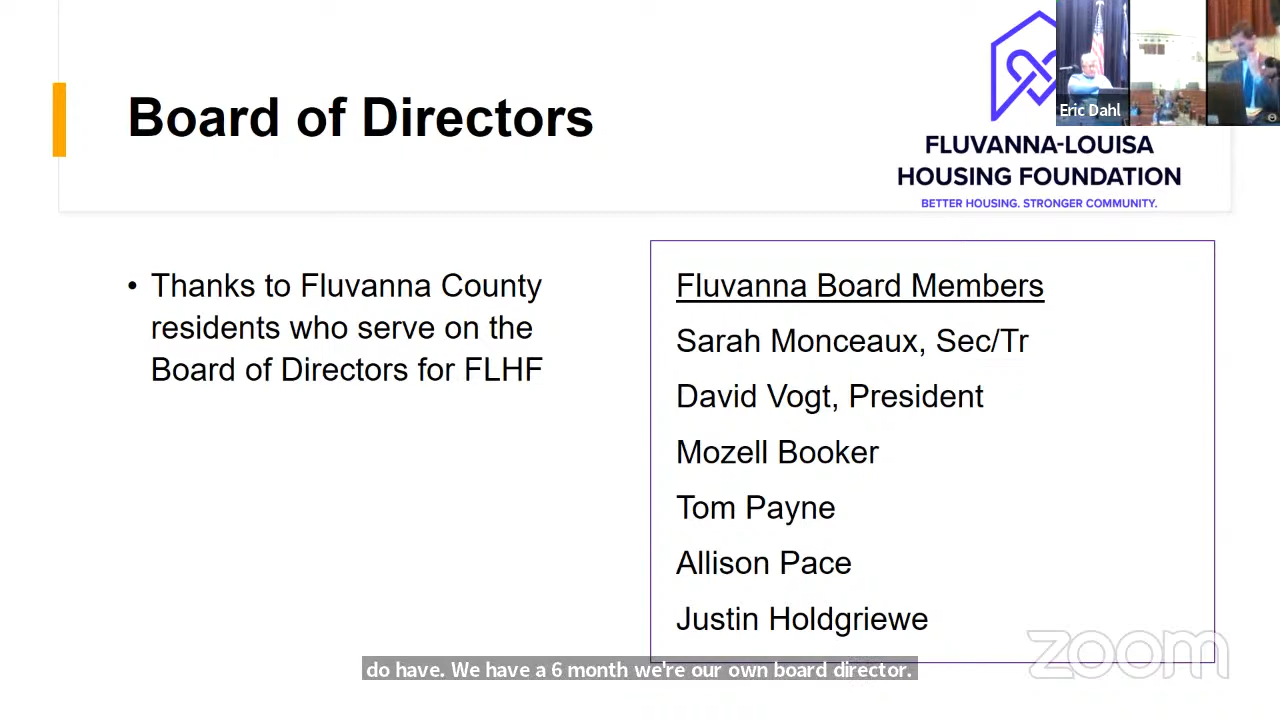 Board of Directors
Eric Dahl
FLUVANNA-LOUISA
HOUSING FOUNDATION
BETTER HOUSING. STRONGER COMMUNITY.
• Thanks to Fluvanna County
residents who serve on the
Board of Directors for FLHF
Fluvanna Board Members
Sarah Monceaux, Sec/Tr
David Vogt, President
Mozell Booker
Tom Payne
Allison Pace
Justin Holdgriewe
zoom
do have. We have a 6 month we're our own board director.